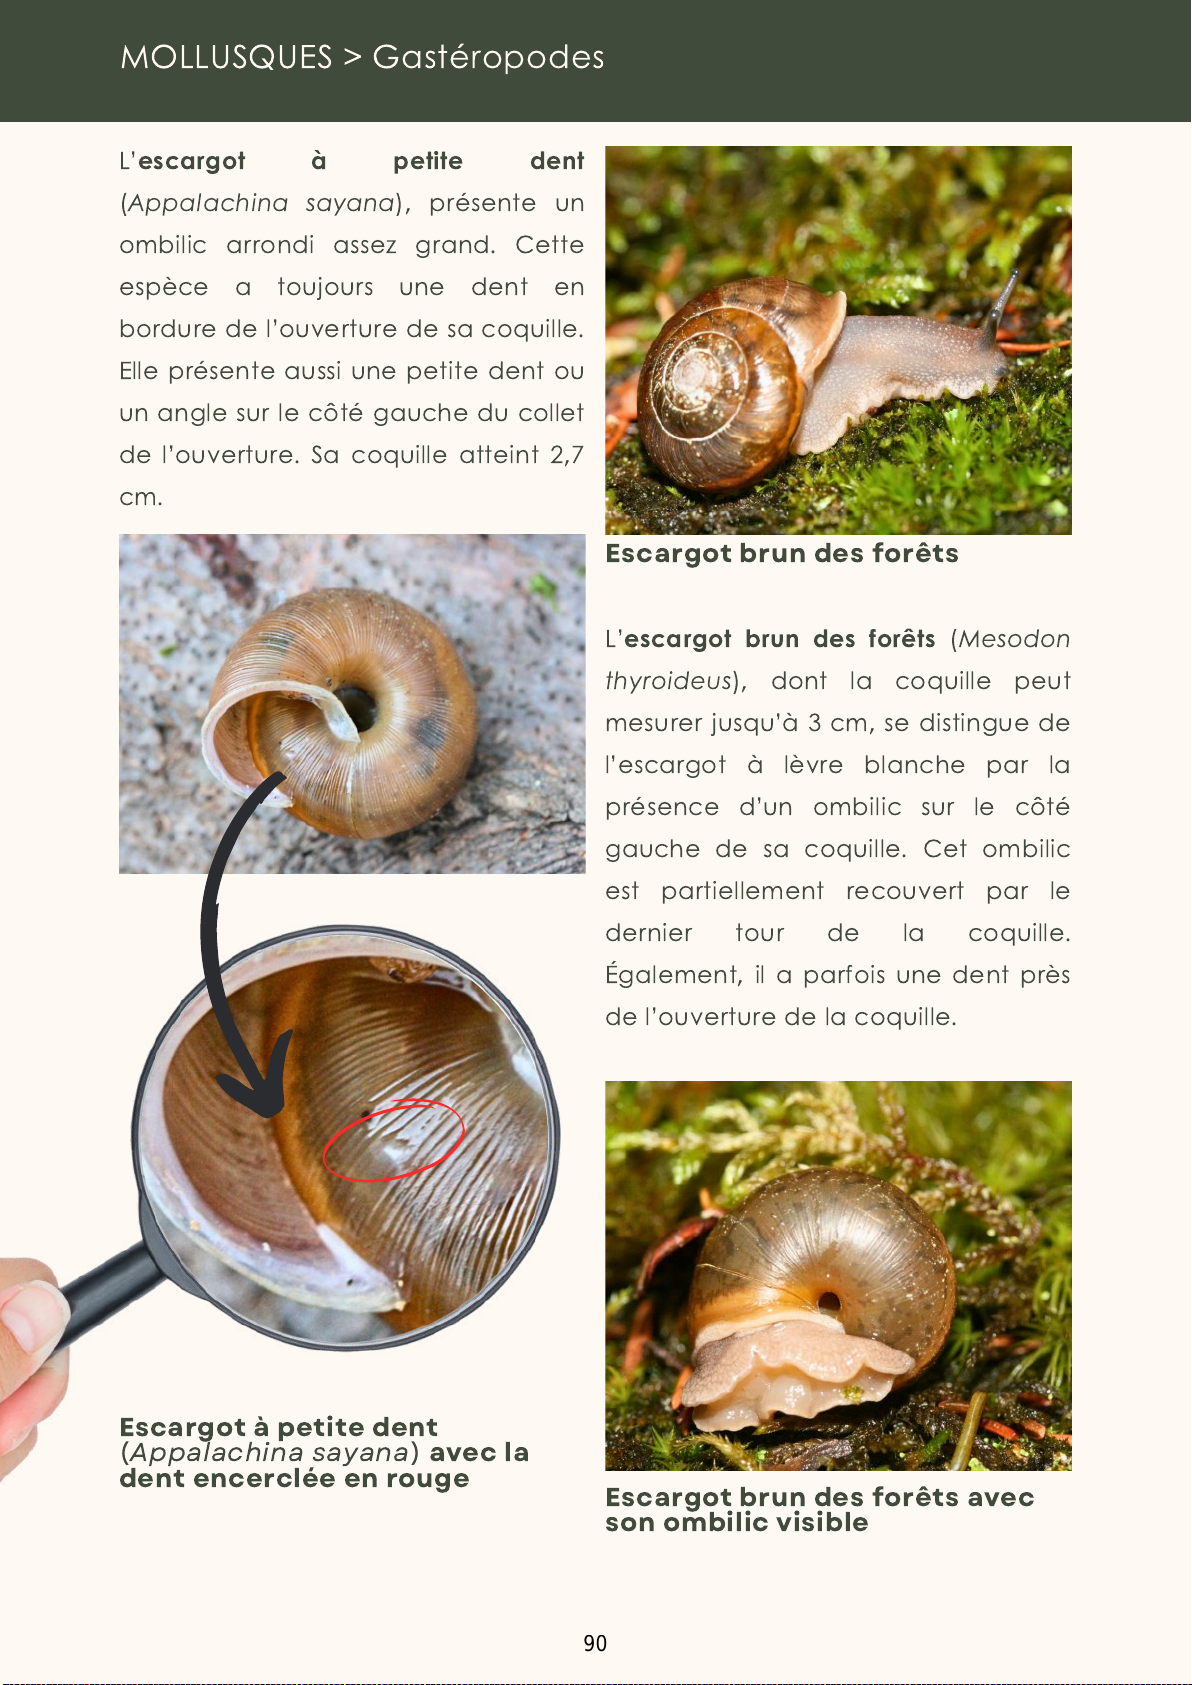 MOLLUSQUES > Gastéropodes
L’escargot à petite dent
(Appalachina sayana), présente un
ombilic arrondi assez grand. Cette
espèce a toujours une dent en
bordure de l’ouverture de sa coquille.
Elle présente aussi une petite dent ou
un angle sur le côté gauche du collet
de l’ouverture. Sa coquille atteint 2,7
cm.
Escargot à petite dent
(Appalachina sayana) avec la
dent encerclée en rouge
Escargot brun des forêts
L’escargot brun des forêts (Mesodon
thyroideus), dont la coquille peut
mesurer jusqu’à 3 cm, se distingue de
l’escargot à lèvre blanche par la
présence d’un ombilic sur le côté
gauche de sa coquille. Cet ombilic
est partiellement recouvert par le
dernier tour de la coquille.
Également, il a parfois une dent près
de l’ouverture de la coquille.
Escargot brun des forêts avec
son ombilic visible
90